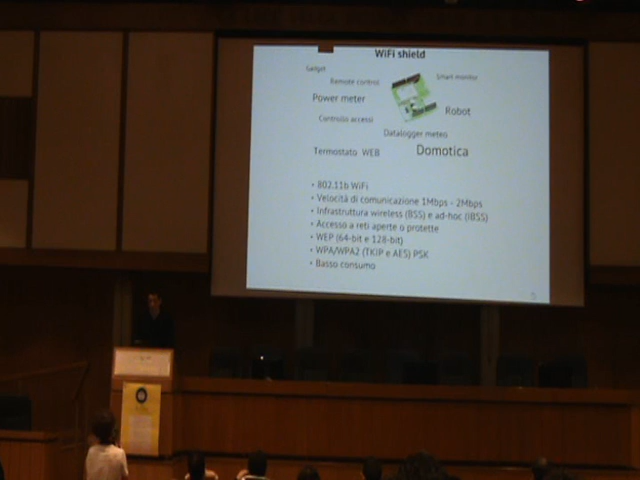 WiFi shield
Gadget
Smart monitor
Remote control
Power meter
Robot
Controllo accessi
Datalogger meteo
Termostato WEB
Domotica
• 802.11b WiFi
• Velocità di comunicazione 1Mbps - 2Mbps
• Infrastruttura wireless (BSS) e ad-hoc (IBSS)
• Accesso a reti aperte o protette
• WEP (64-bit e 128-bit)
• WPA/WPA2 (TKIP e AES) PSK
• Basso consumo